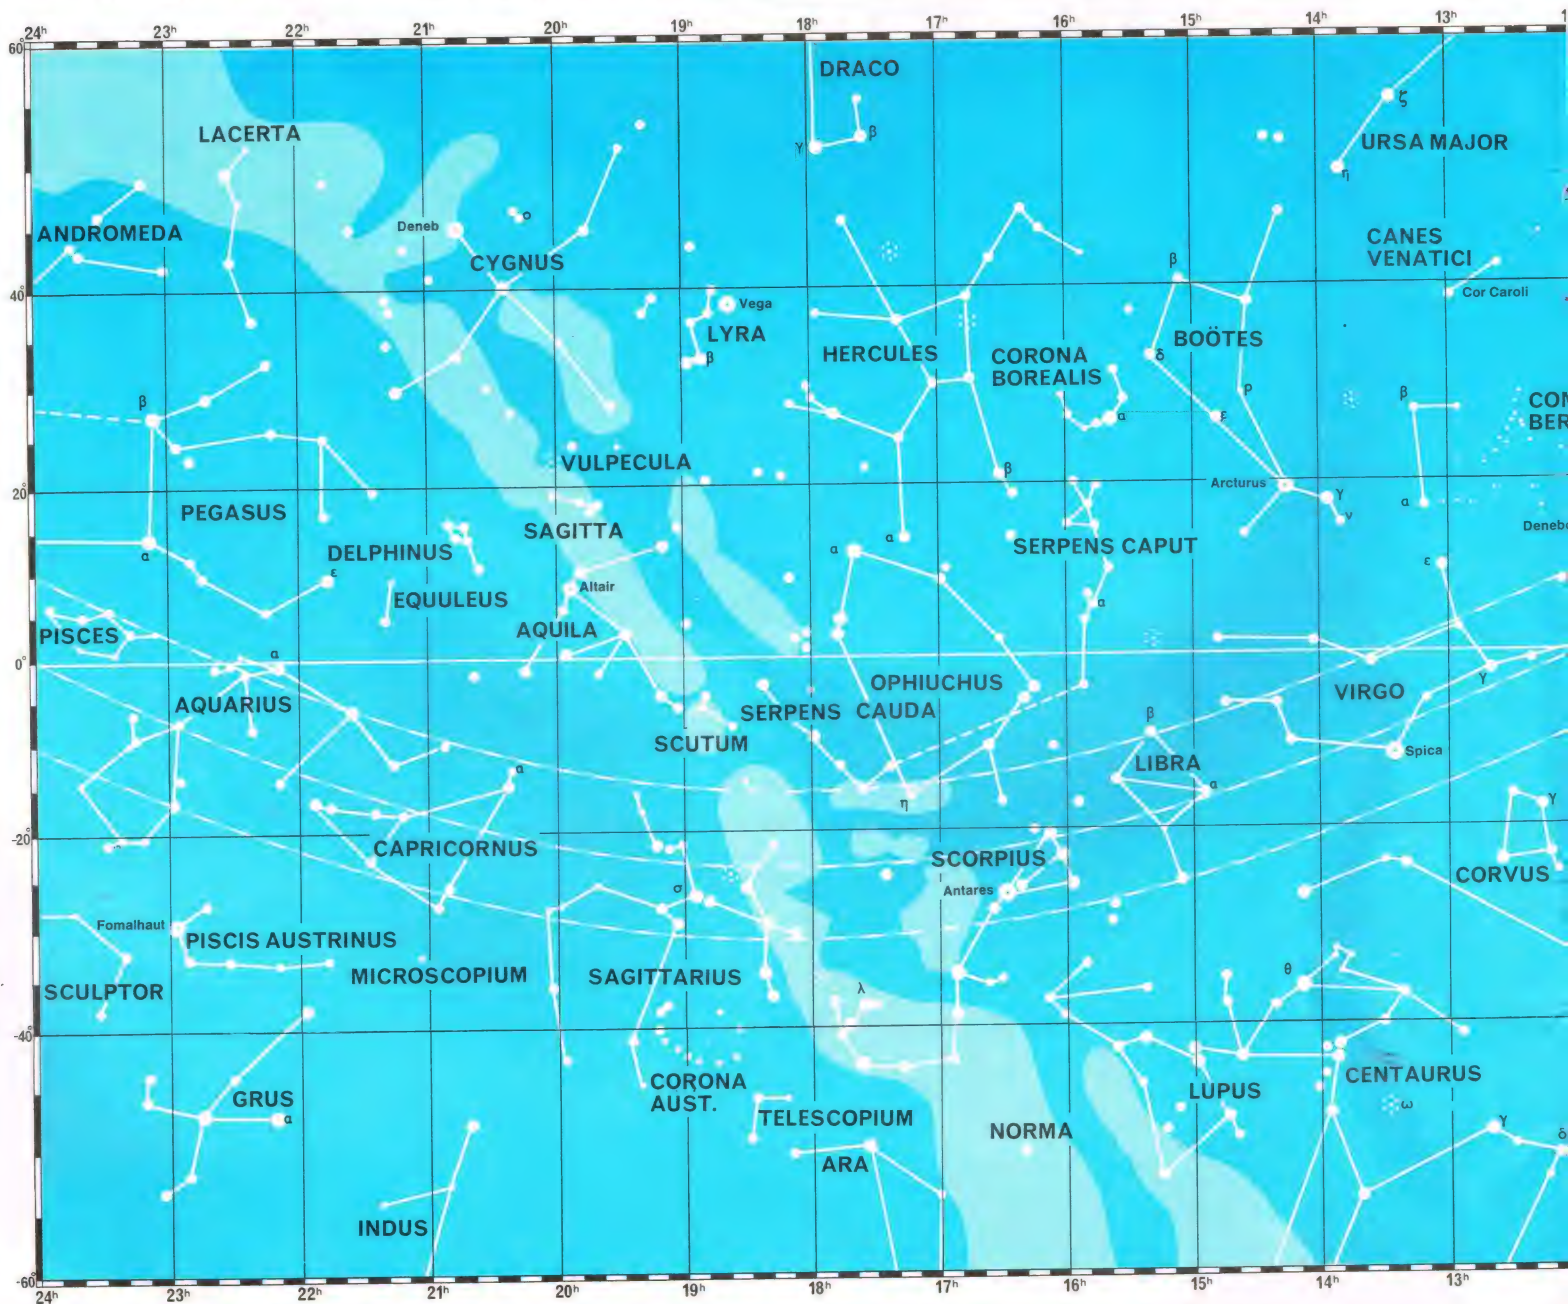 24h 23h 22h 21h 20h 19h 18h 17h 16h 15h 14h 13h
60°
DRACO
LACERTA
β
γ
ζ
URSA MAJOR
η
ANDROMEDA
Deneb
ο
CYGNUS
CANES
VENATICI
β
40°
Vega
Cor Caroli
LYRA
β
HERCULES
CORONA
BOREALIS
BOÖTES
δ
α
ρ
ε
β
β
VULPECULA
β
20°
Arcturus
γ
ν
α
PEGASUS
SAGITTA
α
α
SERPENS CAPUT
α
DELPHINUS
ε
Altair
EQUULEUS
α
ε
PISCES
AQUILA
0°
α
AQUARIUS
SERPENS CAUDA
OPHIUCHUS
VIRGO
γ
SCUTUM
β
LIBRA
α
Spica
α
η
γ
-20°
CAPRICORNUS
SCORPIUS
Antares
CORVUS
σ
Fomalhaut
PISCIS AUSTRINUS
MICROSCOPIUM
SAGITTARIUS
SCULPTOR
λ
θ
-40°
CORONA
AUST.
GRUS
α
TELESCOPIUM
NORMA
LUPUS
CENTAURUS
ω
γ
δ
ARA
INDUS
-60°
24h 23h 22h 21h 20h 19h 18h 17h 16h 15h 14h 13h